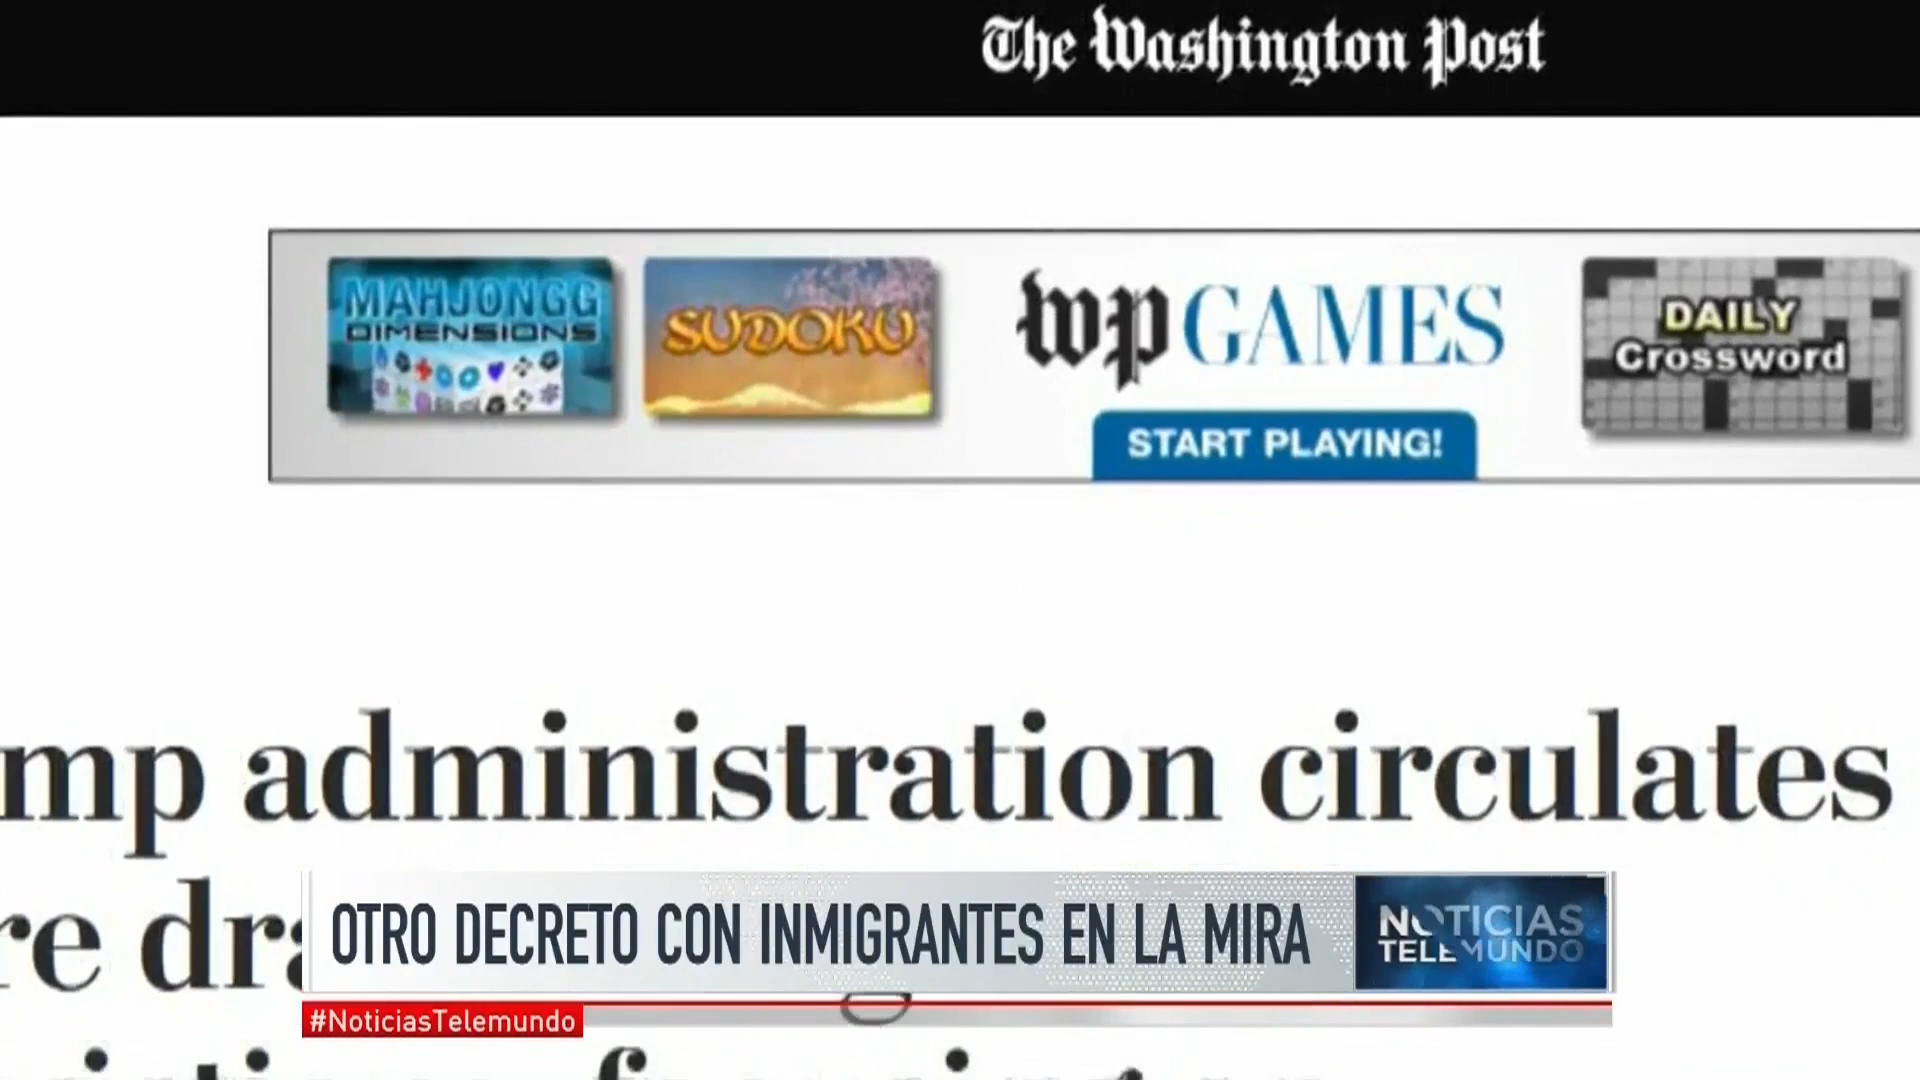 The Washington Post
MAHJONGG
DIMENSIONS
SUDOKU
wp GAMES
START PLAYING!
DAILY
Crossword
mp administration circulates
re dra
OTRO DECRETO CON INMIGRANTES EN LA MIRA
NOTICIAS
TELEMUNDO
#NoticiasTelemundo